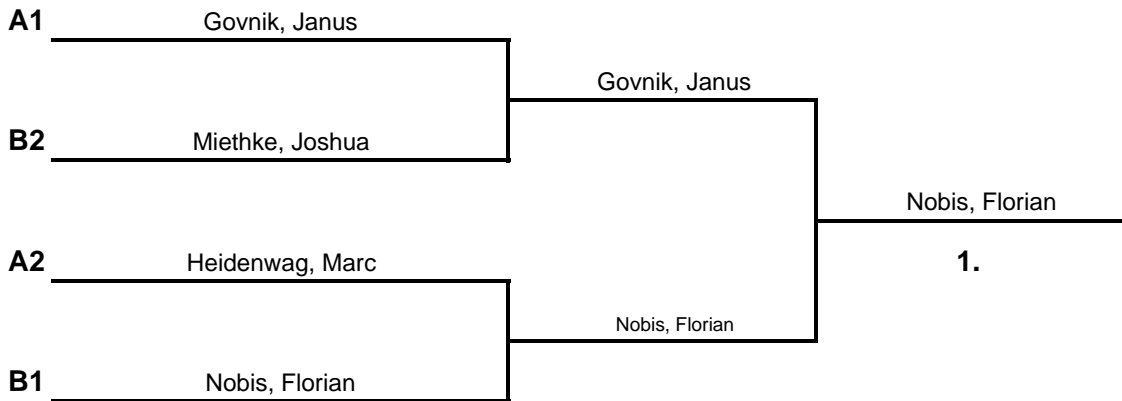 A1 Govnik, Janus
Govnik, Janus
B2 Miethke, Joshua
Nobis, Florian
A2 Heidenwag, Marc
1.
Nobis, Florian
B1 Nobis, Florian